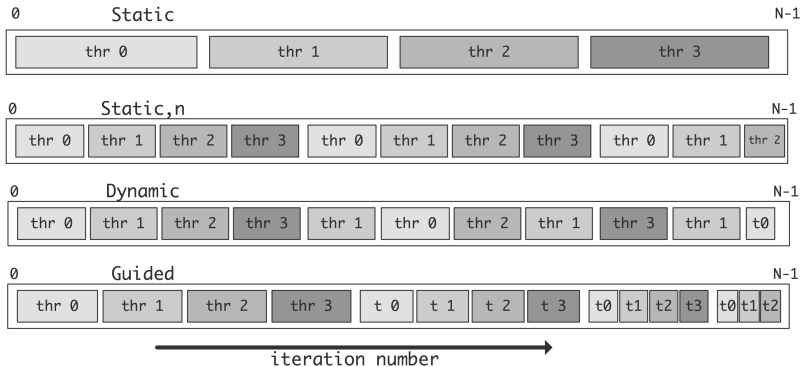 0 Static N-1
thr 0 thr 1 thr 2 thr 3
0 Static,n N-1
thr 0 thr 1 thr 2 thr 3 thr 0 thr 1 thr 2 thr 3 thr 0 thr 1 thr 2
0 Dynamic N-1
thr 0 thr 1 thr 2 thr 3 thr 1 thr 0 thr 2 thr 1 thr 3 thr 1 t0
0 Guided N-1
thr 0 thr 1 thr 2 thr 3 t 0 t 1 t 2 t 3 t0 t1 t2 t3 t0 t1 t2
iteration number